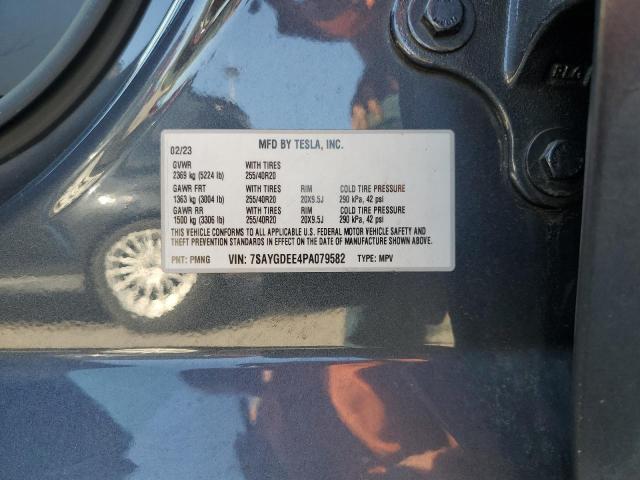 MFD BY TESLA, INC.
02/23
GVWR WITH TIRES
2369 kg (5224 lb) 255/40R20
GAWR FRT WITH TIRES RIM COLD TIRE PRESSURE
1363 kg (3004 lb) 255/40R20 20X9.5J 290 kPa, 42 psi
GAWR RR WITH TIRES RIM COLD TIRE PRESSURE
1500 kg (3306 lb) 255/40R20 20X9.5J 290 kPa, 42 psi
THIS VEHICLE CONFORMS TO ALL APPLICABLE U.S. FEDERAL MOTOR VEHICLE SAFETY AND
THEFT PREVENTION STANDARDS IN EFFECT ON THE DATE OF MANUFACTURE SHOWN ABOVE.
PNT: PMNG VIN: 7SAYGDEE4PA079582 TYPE: MPV